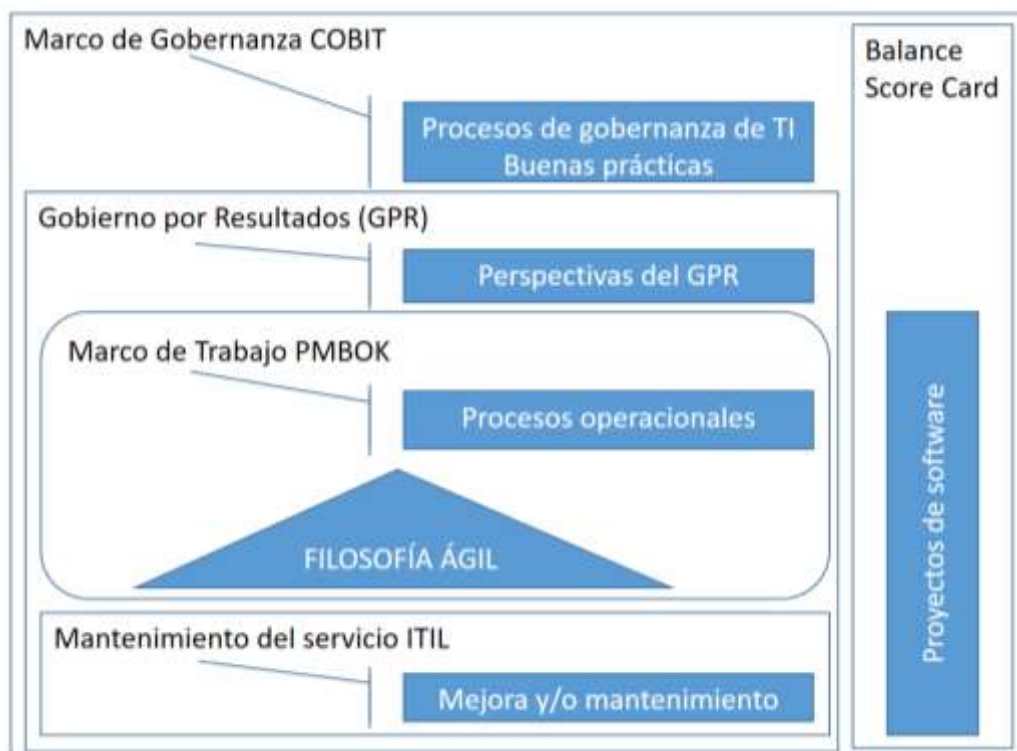 Marco de Gobernanza COBIT
Procesos de gobernanza de TI
Buenas prácticas
Gobierno por Resultados (GPR)
Perspectivas del GPR
Marco de Trabajo PMBOK
Procesos operacionales
FILOSOFÍA ÁGIL
Mantenimiento del servicio ITIL
Mejora y/o mantenimiento
Balance
Score Card
Proyectos de software